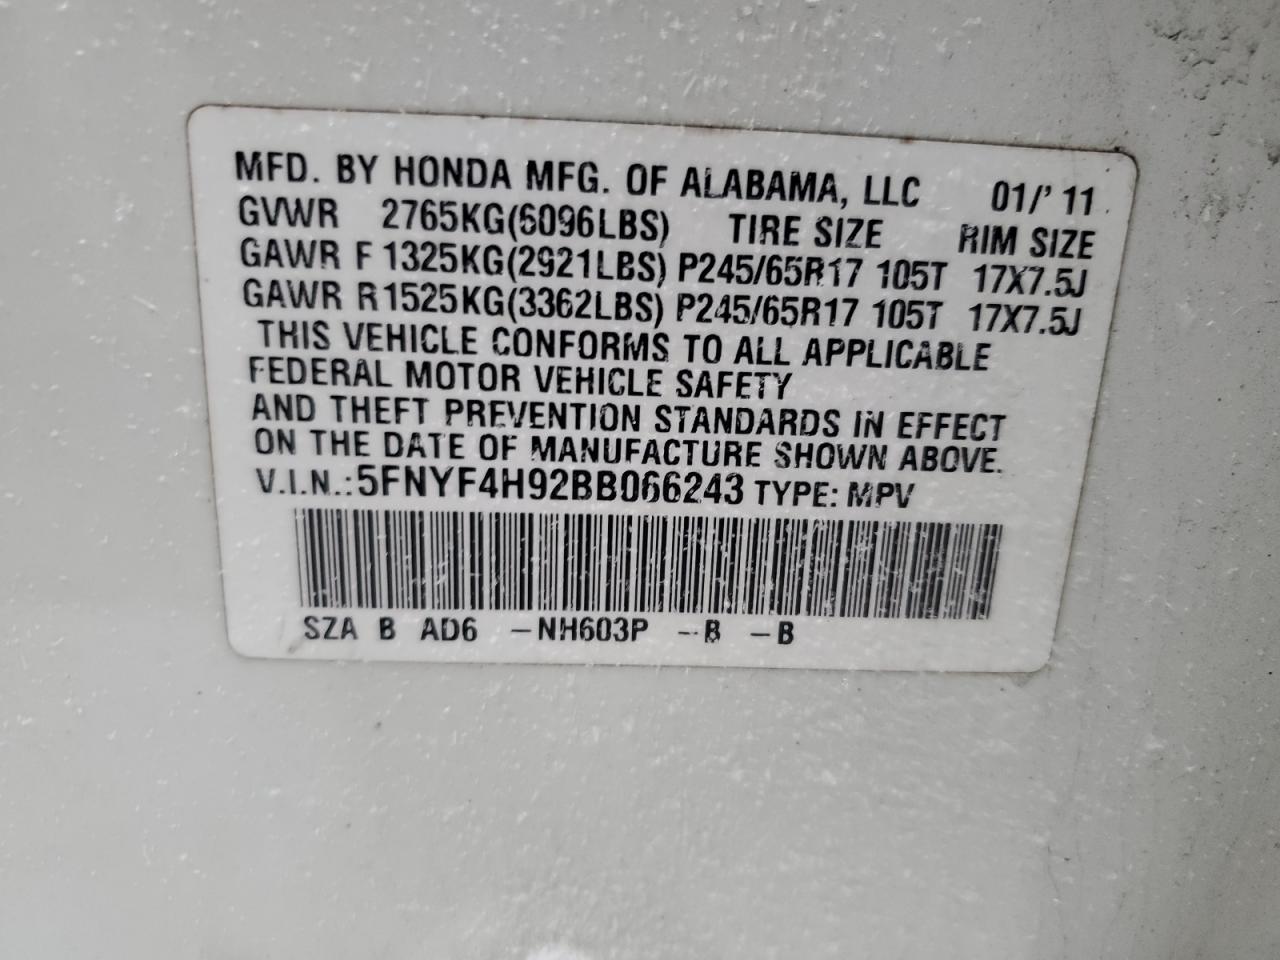 MFD. BY HONDA MFG. OF ALABAMA, LLC 01/'11
GVWR 2765KG(6096LBS) TIRE SIZE RIM SIZE
GAWR F 1325KG(2921LBS) P245/65R17 105T 17X7.5J
GAWR R1525KG(3362LBS) P245/65R17 105T 17X7.5J
THIS VEHICLE CONFORMS TO ALL APPLICABLE
FEDERAL MOTOR VEHICLE SAFETY
AND THEFT PREVENTION STANDARDS IN EFFECT
ON THE DATE OF MANUFACTURE SHOWN ABOVE.
V.I.N.:5FNYF4H92BB066243 TYPE: MPV
SZA B AD6 -NH603P --B -B